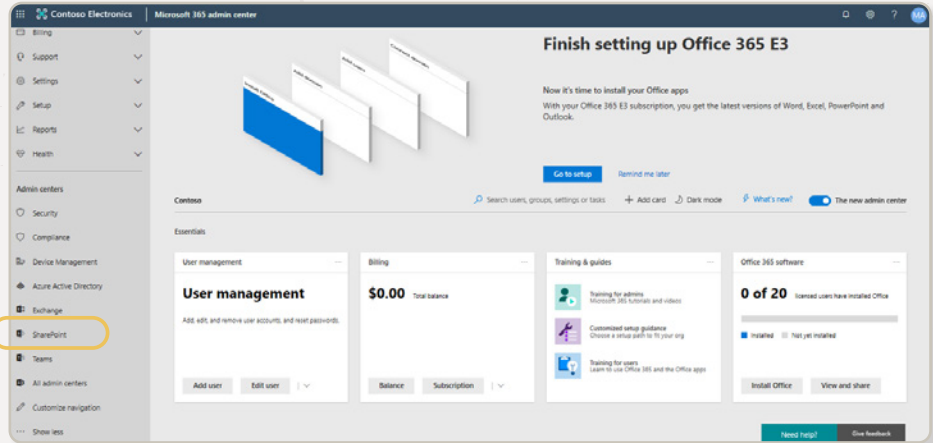 Contoso Electronics
Microsoft 365 admin center
?
MA
Billing
Support
Settings
Setup
Reports
Health
Admin centers
Security
Compliance
Device Management
Azure Active Directory
Exchange
SharePoint
Teams
All admin centers
Customize navigation
Show less
Finish setting up Office 365 E3
Now it's time to install your Office apps
With your Office 365 E3 subscription, you get the latest versions of Word, Excel, PowerPoint and
Outlook.
Go to setup
Remind me later
Contoso
Search users, groups, settings or tasks
Add card
Dark mode
What's new?
The new admin center
Essentials
User management
User management
Add, edit, and remove user accounts, and reset passwords.
Add user
Edit user
Billing
$0.00 Total balance
Balance
Subscription
Training & guides
Training for admins
Microsoft 365 tutorials and videos
Customized setup guidance
Choose a setup path to fit your org
Training for users
Learn to use Office 365 and the Office apps
Office 365 software
0 of 20 licensed users have installed Office
Installed
Not yet installed
Install Office
View and share
Need help?
Give feedback